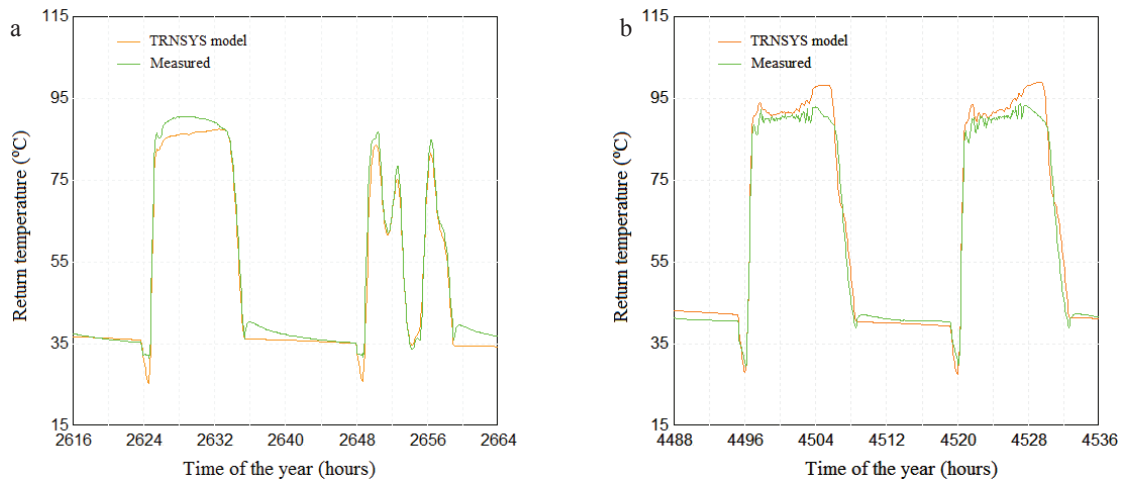 a
115
95
75
55
35
15
Return temperature (°C)
TRNSYS model
Measured
2616 2624 2632 2640 2648 2656 2664
Time of the year (hours)
b
115
95
75
55
35
15
Return temperature (°C)
TRNSYS model
Measured
4488 4496 4504 4512 4520 4528 4536
Time of the year (hours)